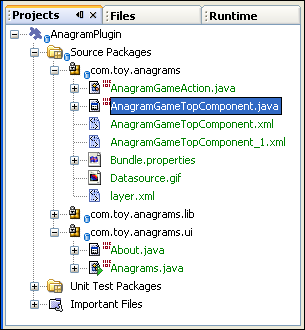 Projects Files Runtime
AnagramPlugin
Source Packages
com.toy.anagrams
AnagramGameAction.java
AnagramGameTopComponent.java
AnagramGameTopComponent.xml
AnagramGameTopComponent_1.xml
Bundle.properties
Datasource.gif
layer.xml
com.toy.anagrams.lib
com.toy.anagrams.ui
About.java
Anagrams.java
Unit Test Packages
Important Files